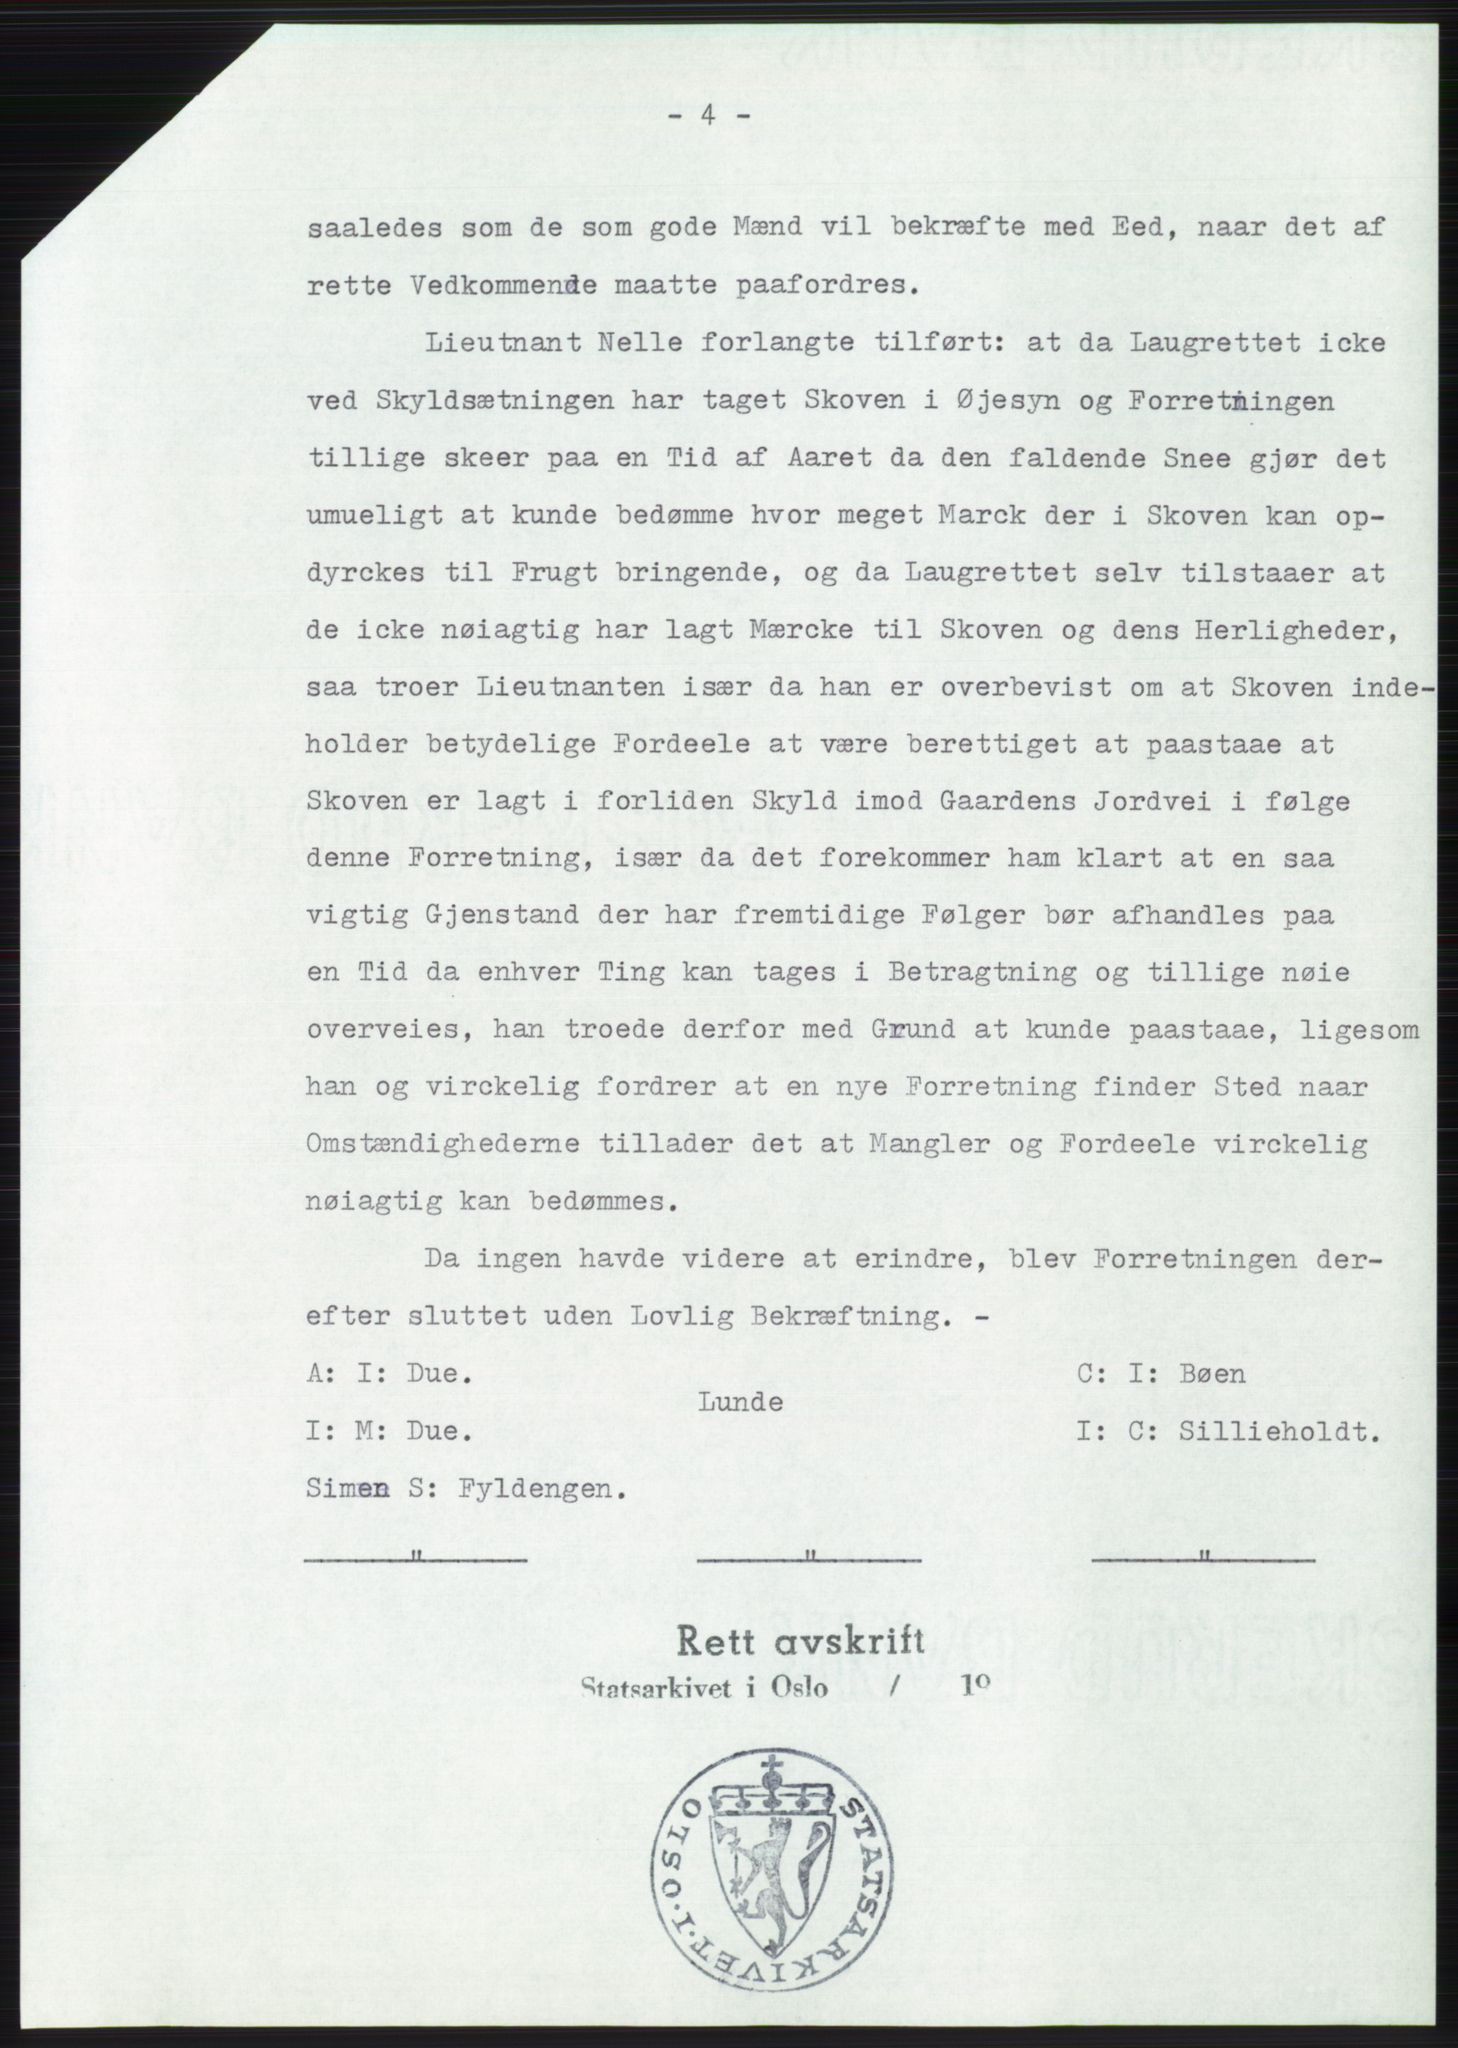 - 4 -
saaledes som de som gode Mænd vil bekræfte med Eed, naar det af
rette Vedkommende maatte paafordres.
Lieutnant Nelle forlangte tilført: at da Laugrettet icke
ved Skyldsætningen har taget Skoven i Øjesyn og Forretningen
tillige skeer paa en Tid af Aaret da den faldende Snee gjør det
umueligt at kunde bedømme hvor meget Marck der i Skoven kan op-
dyrckes til Frugt bringende, og da Laugrettet selv tilstaaer at
de icke nøiagtig har lagt Mærcke til Skoven og dens Herligheder,
saa troer Lieutnanten især da han er overbevist om at Skoven inde-
holder betydelige Fordeele at være berettiget at paastaae at
Skoven er lagt i forliden Skyld imod Gaardens Jordvei i følge
denne Forretning, især da det forekommer ham klart at en saa
vigtig Gjenstand der har fremtidige Følger bør afhandles paa
en Tid da enhver Ting kan tages i Betragtning og tillige nøie
overveies, han troede derfor med Grund at kunde paastaae, ligesom
han og virckelig fordrer at en nye Forretning finder Sted naar
Omstændighederne tillader det at Mangler og Fordeele virckelig
nøiagtig kan bedømmes.
Da ingen havde videre at erindre, blev Forretningen der-
efter sluttet uden Lovlig Bekræftning. -
A: I: Due. C: I: Bøen
Lunde
I: M: Due. I: C: Sillieholdt.
Simen S: Fyldengen.
" " "
Rett avskrift
Statsarkivet i Oslo / 19
STATSARKIVET·I·OSLO